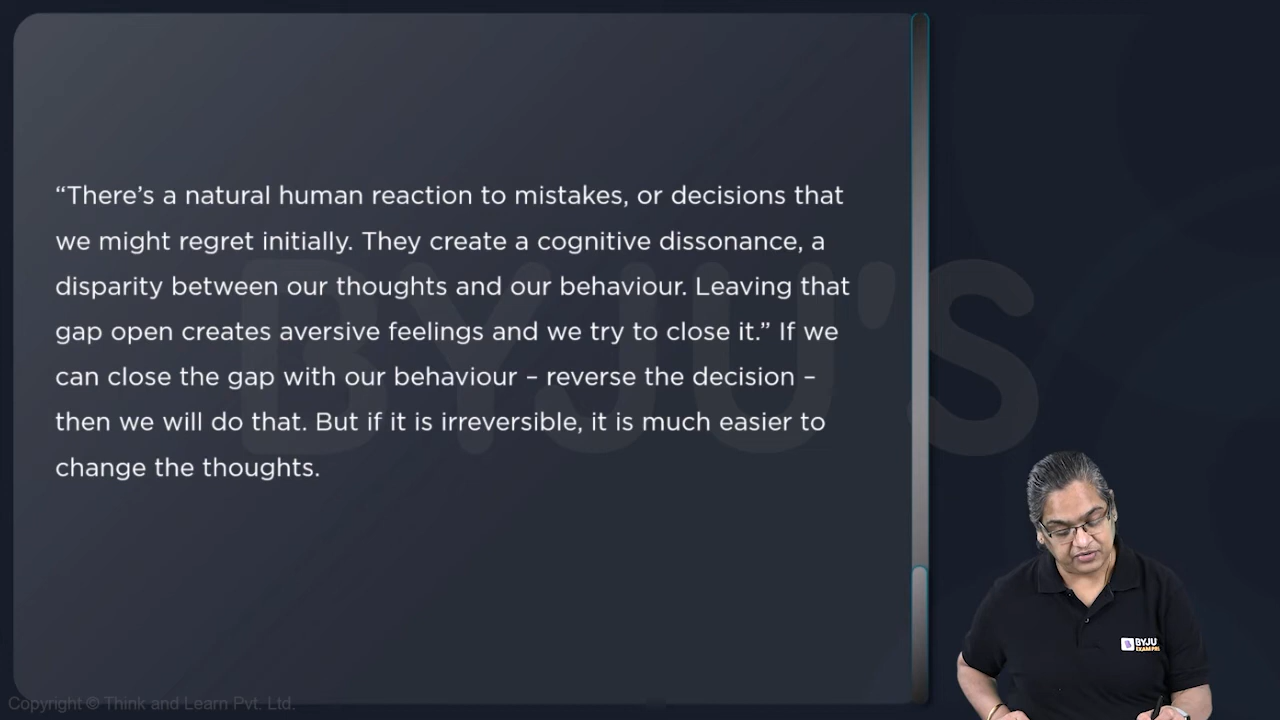 “There’s a natural human reaction to mistakes, or decisions that
we might regret initially. They create a cognitive dissonance, a
disparity between our thoughts and our behaviour. Leaving that
gap open creates aversive feelings and we try to close it.” If we
can close the gap with our behaviour – reverse the decision –
then we will do that. But if it is irreversible, it is much easier to
change the thoughts.
BYJU'S
BYJU
Copyright © Think and Learn Pvt. Ltd.